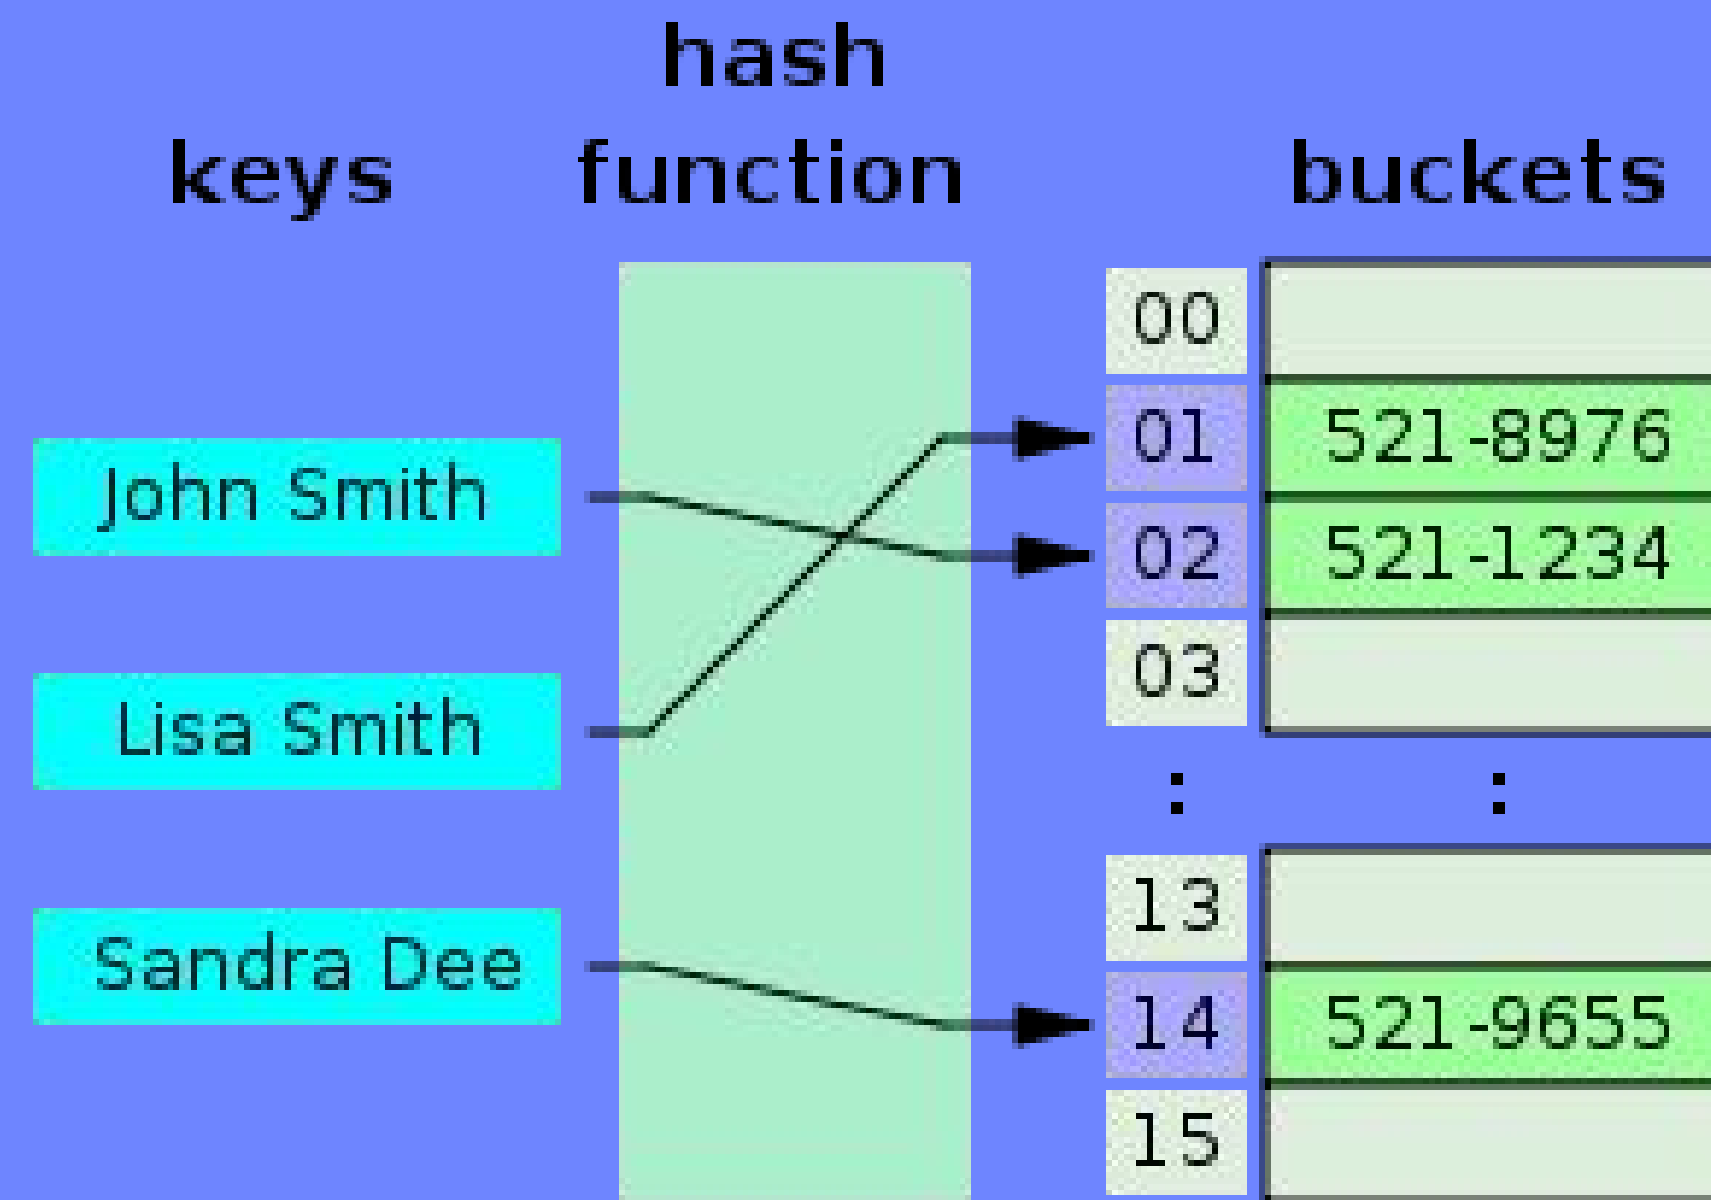 hash
keys function buckets
00
01 521-8976
John Smith
02 521-1234
03
Lisa Smith
: :
13
Sandra Dee
14 521-9655
15